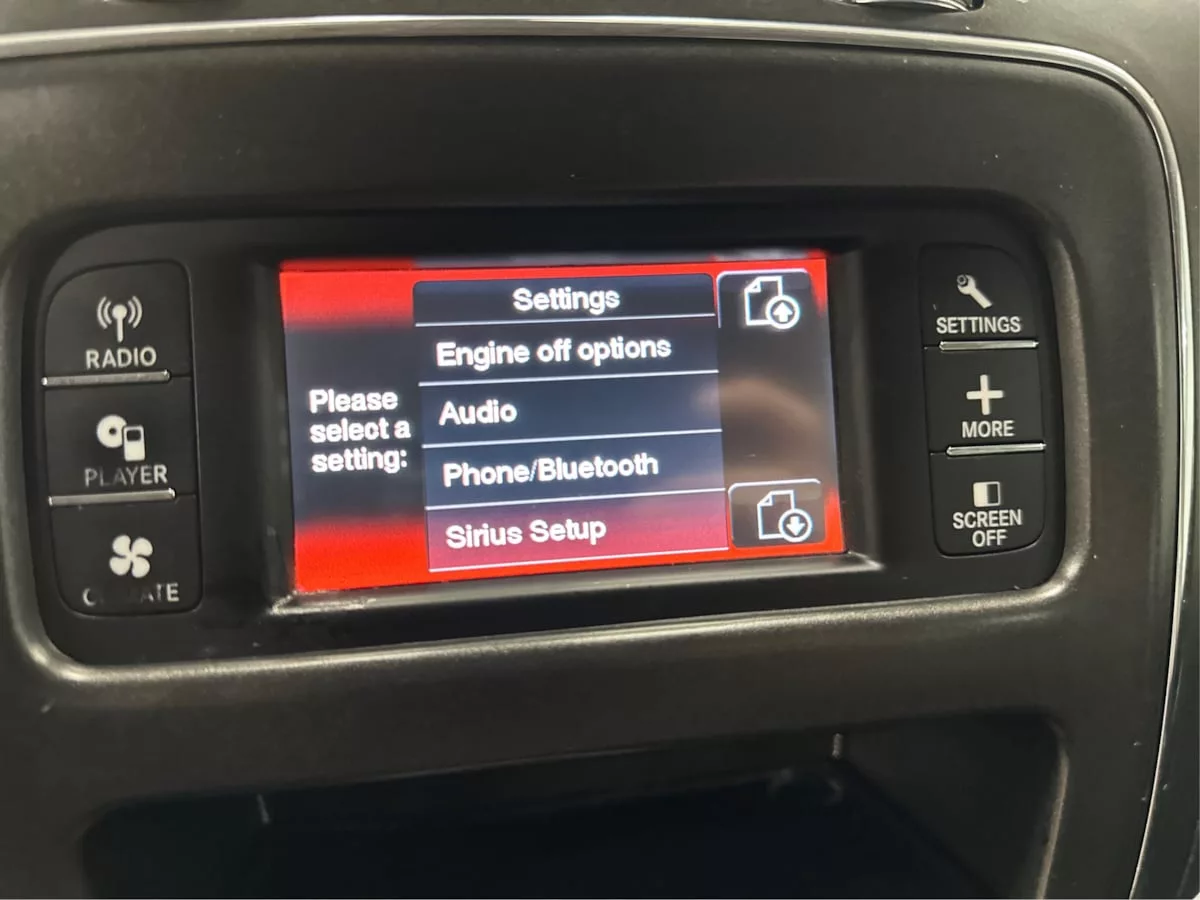 RADIO
PLAYER
Settings
Engine off options
Audio
Phone/Bluetooth
Sirius Setup
Please
select a
setting:
SETTINGS
MORE
SCREEN
OFF